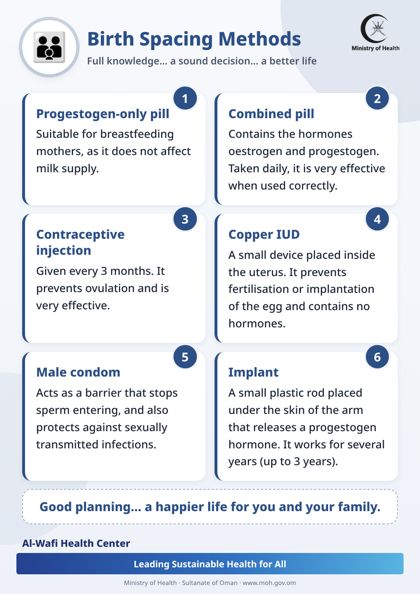 Birth Spacing Methods
Full knowledge... a sound decision... a better life
Ministry of Health
1
Progestogen-only pill
Suitable for breastfeeding
mothers, as it does not affect
milk supply.
2
Combined pill
Contains the hormones
oestrogen and progestogen.
Taken daily, it is very effective
when used correctly.
3
Contraceptive
injection
Given every 3 months. It
prevents ovulation and is
very effective.
4
Copper IUD
A small device placed inside
the uterus. It prevents
fertilisation or implantation
of the egg and contains no
hormones.
5
Male condom
Acts as a barrier that stops
sperm entering, and also
protects against sexually
transmitted infections.
6
Implant
A small plastic rod placed
under the skin of the arm
that releases a progestogen
hormone. It works for several
years (up to 3 years).
Good planning... a happier life for you and your family.
Al-Wafi Health Center
Leading Sustainable Health for All
Ministry of Health · Sultanate of Oman · www.moh.gov.om